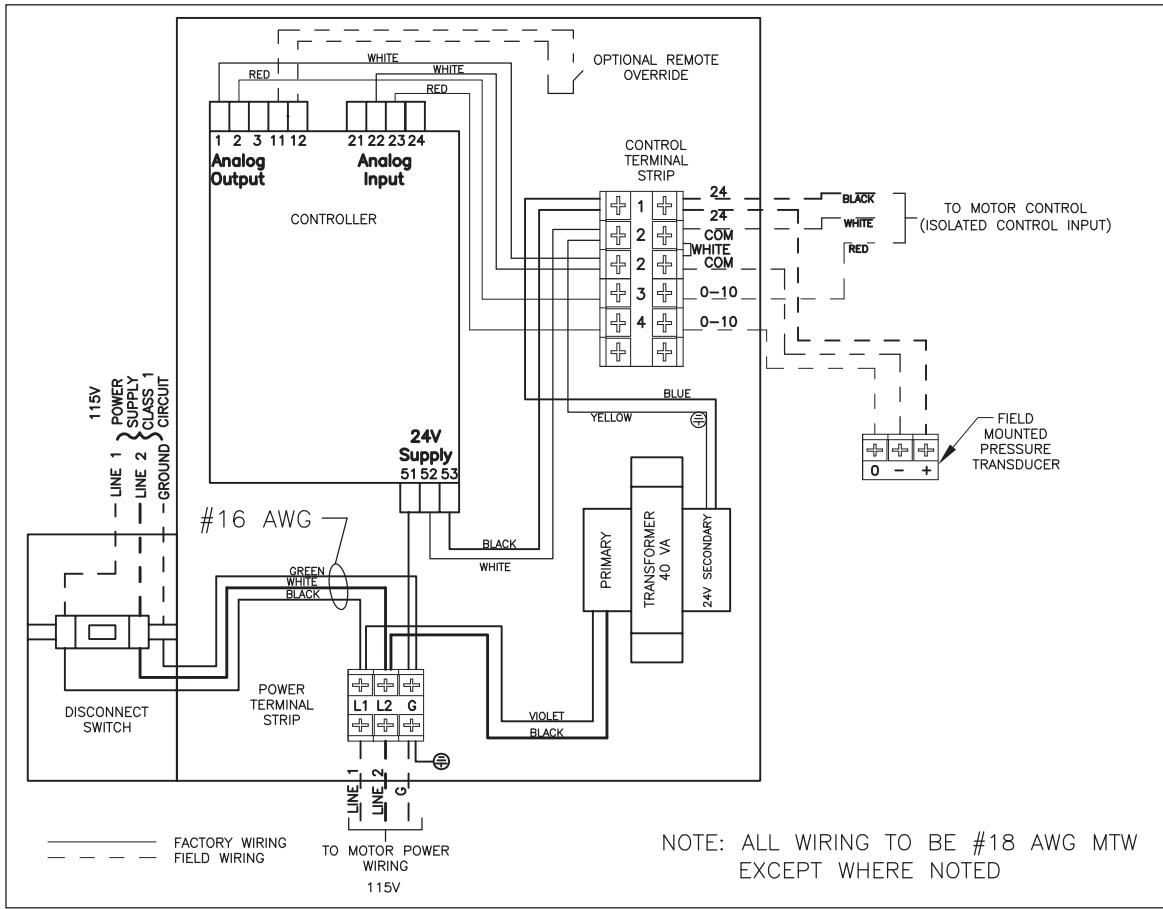 OPTIONAL REMOTE
OVERRIDE
WHITE
WHITE
RED
RED
1 2 3 11 12
21 22 23 24
Analog
Output
Analog
Input
CONTROLLER
CONTROL
TERMINAL
STRIP
1
2
2
3
4
24
24
COM
WHITE
COM
0-10
0-10
BLACK
WHITE
RED
TO MOTOR CONTROL
(ISOLATED CONTROL INPUT)
115V
POWER
SUPPLY
CLASS 1
CIRCUIT
LINE 1
LINE 2
GROUND
BLUE
YELLOW
FIELD
MOUNTED
PRESSURE
TRANSDUCER
0 - +
24V
Supply
51 52 53
#16 AWG
BLACK
WHITE
GREEN
WHITE
BLACK
PRIMARY
TRANSFORMER
40 VA
24V SECONDARY
DISCONNECT
SWITCH
POWER
TERMINAL
STRIP
L1 L2 G
VIOLET
BLACK
LINE 1
LINE 2
G
TO MOTOR POWER
WIRING
115V
FACTORY WIRING
FIELD WIRING
NOTE: ALL WIRING TO BE #18 AWG MTW
EXCEPT WHERE NOTED